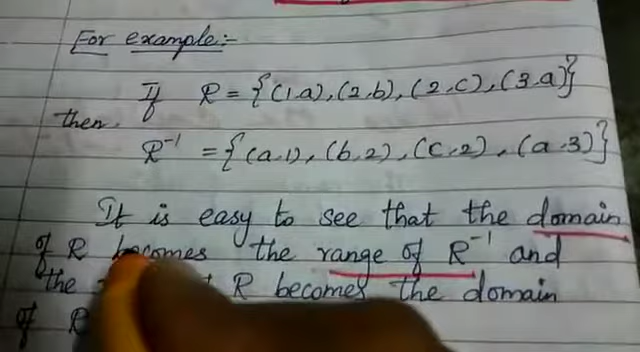 For example:-
If R = {(1,a), (2,b), (2,c), (3,a)}
then.
R⁻¹ = {(a,1), (b,2), (c,2), (a,3)}
It is easy to see that the domain
of R becomes the range of R⁻¹ and
the R becomes the domain
of R